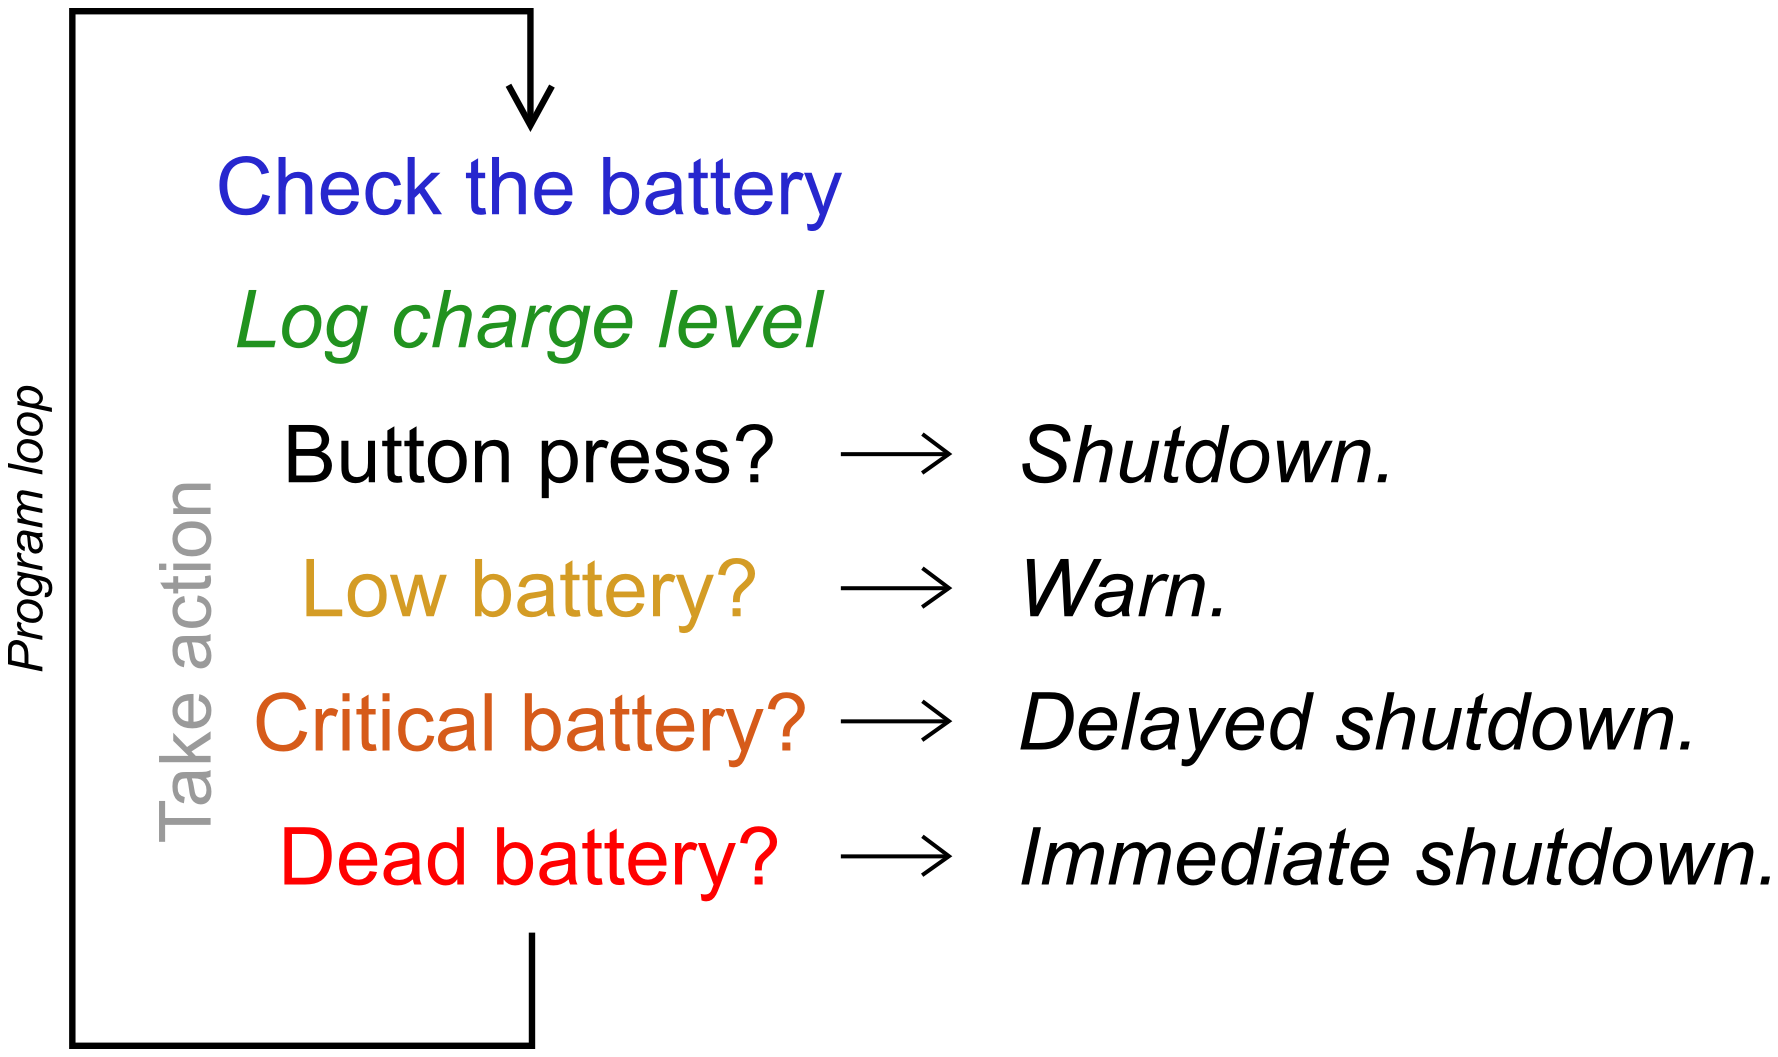 Program loop
Take action
Check the battery
Log charge level
Button press?
Shutdown.
Low battery?
Warn.
Critical battery?
Delayed shutdown.
Dead battery?
Immediate shutdown.